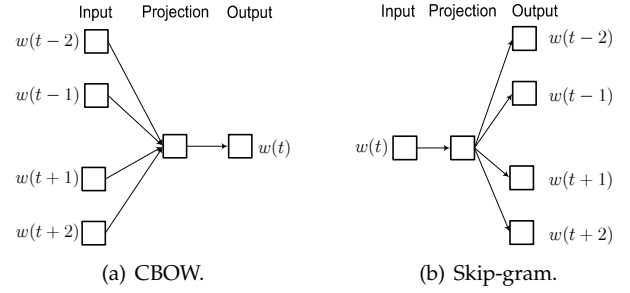 Input Projection Output
w(t − 2)
w(t − 1)
w(t)
w(t + 1)
w(t + 2)
(a) CBOW.
Input Projection Output
w(t − 2)
w(t − 1)
w(t)
w(t + 1)
w(t + 2)
(b) Skip-gram.